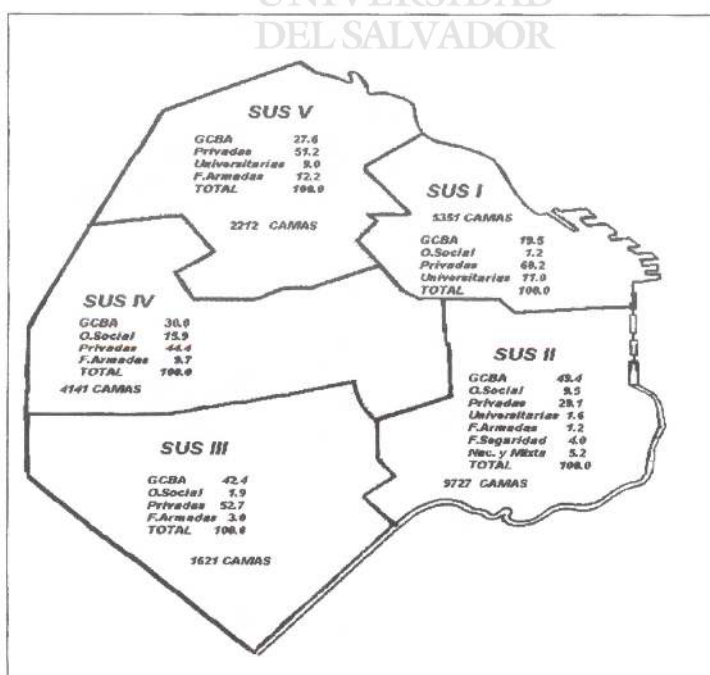 UNIVERSIDAD
DEL SALVADOR
SUS V
GCBA 27.6
Privadas 51.2
Universitarias 9.0
F.Armadas 12.2
TOTAL 100.0
2212 CAMAS
SUS I
5351 CAMAS
GCBA 19.5
O.Social 1.2
Privadas 68.2
Universitarias 11.0
TOTAL 100.0
SUS IV
GCBA 30.0
O.Social 15.9
Privadas 44.4
F.Armadas 9.7
TOTAL 100.0
4141 CAMAS
SUS II
GCBA 49.4
O.Social 9.5
Privadas 29.1
Universitarias 1.6
F.Armadas 1.2
F.Seguridad 4.0
Nac. y Mixta 5.2
TOTAL 100.0
9727 CAMAS
SUS III
GCBA 42.4
O.Social 1.9
Privadas 52.7
F.Armadas 3.0
TOTAL 100.0
1621 CAMAS